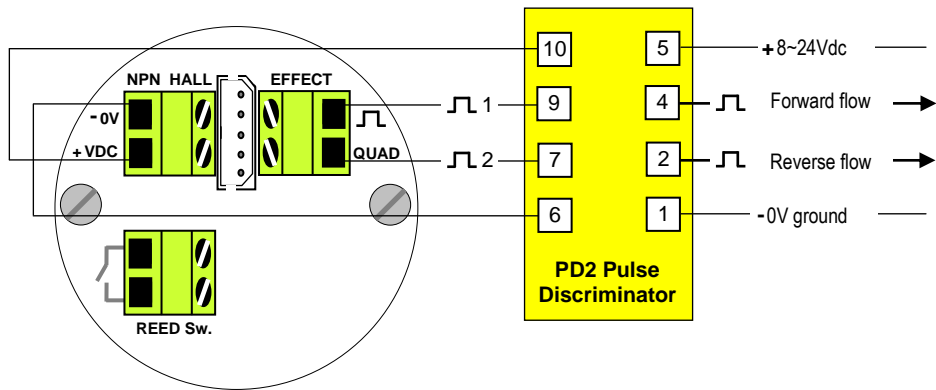 NPN HALL EFFECT
- 0V
+ VDC
QUAD
REED Sw.
1
2
10 5
9 4
7 2
6 1
PD2 Pulse
Discriminator
+ 8~24Vdc
Forward flow
Reverse flow
- 0V ground